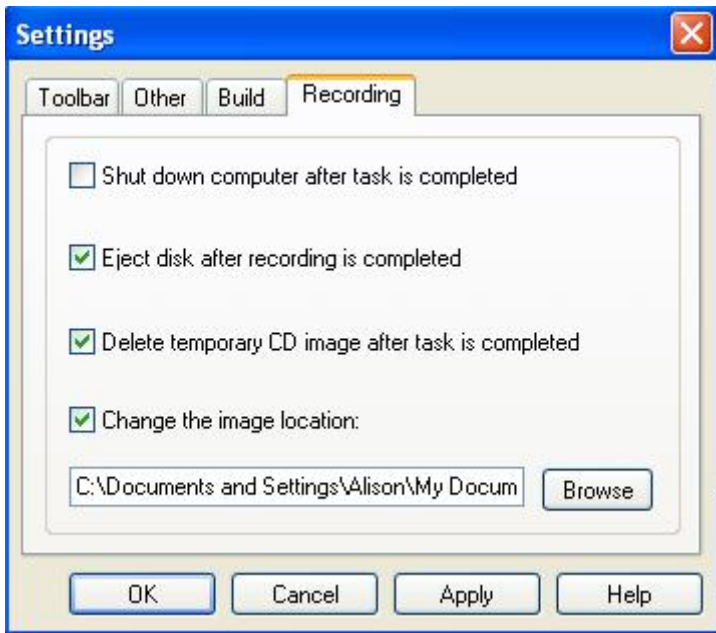 Settings
Toolbar Other Build Recording
Shut down computer after task is completed
Eject disk after recording is completed
Delete temporary CD image after task is completed
Change the image location:
C:\Documents and Settings\Alison\My Docum Browse
OK Cancel Apply Help